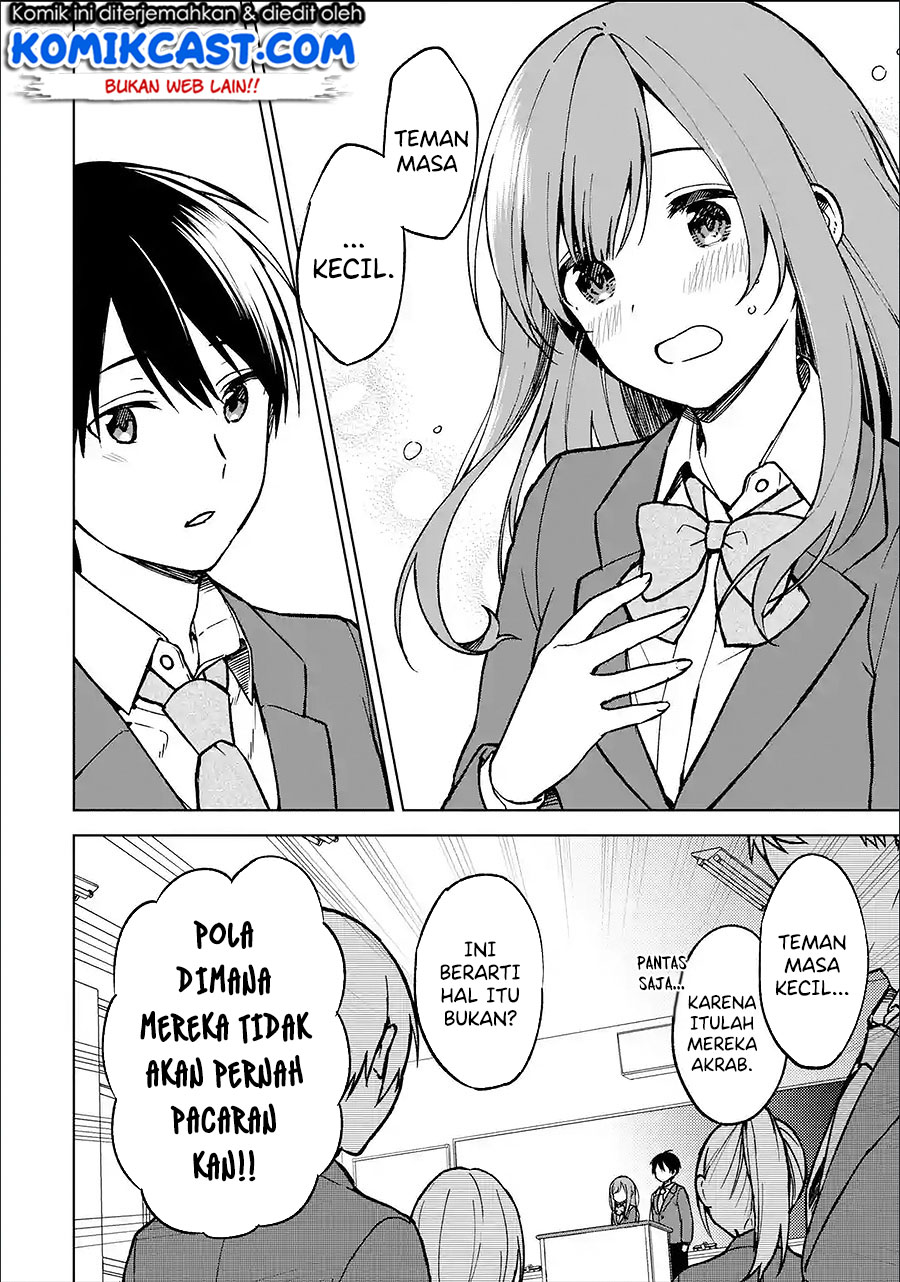 Komik ini diterjemahkan & diedit oleh
KOMIKCAST.COM
BUKAN WEB LAIN!!
TEMAN
MASA
...
KECIL.
TEMAN
MASA
KECIL...
KARENA
ITULAH
MEREKA
AKRAB.
PANTAS
SAJA...
INI
BERARTI
HAL ITU
BUKAN?
POLA
DIMANA
MEREKA TIDAK
AKAN PERNAH
PACARAN
KAN!!